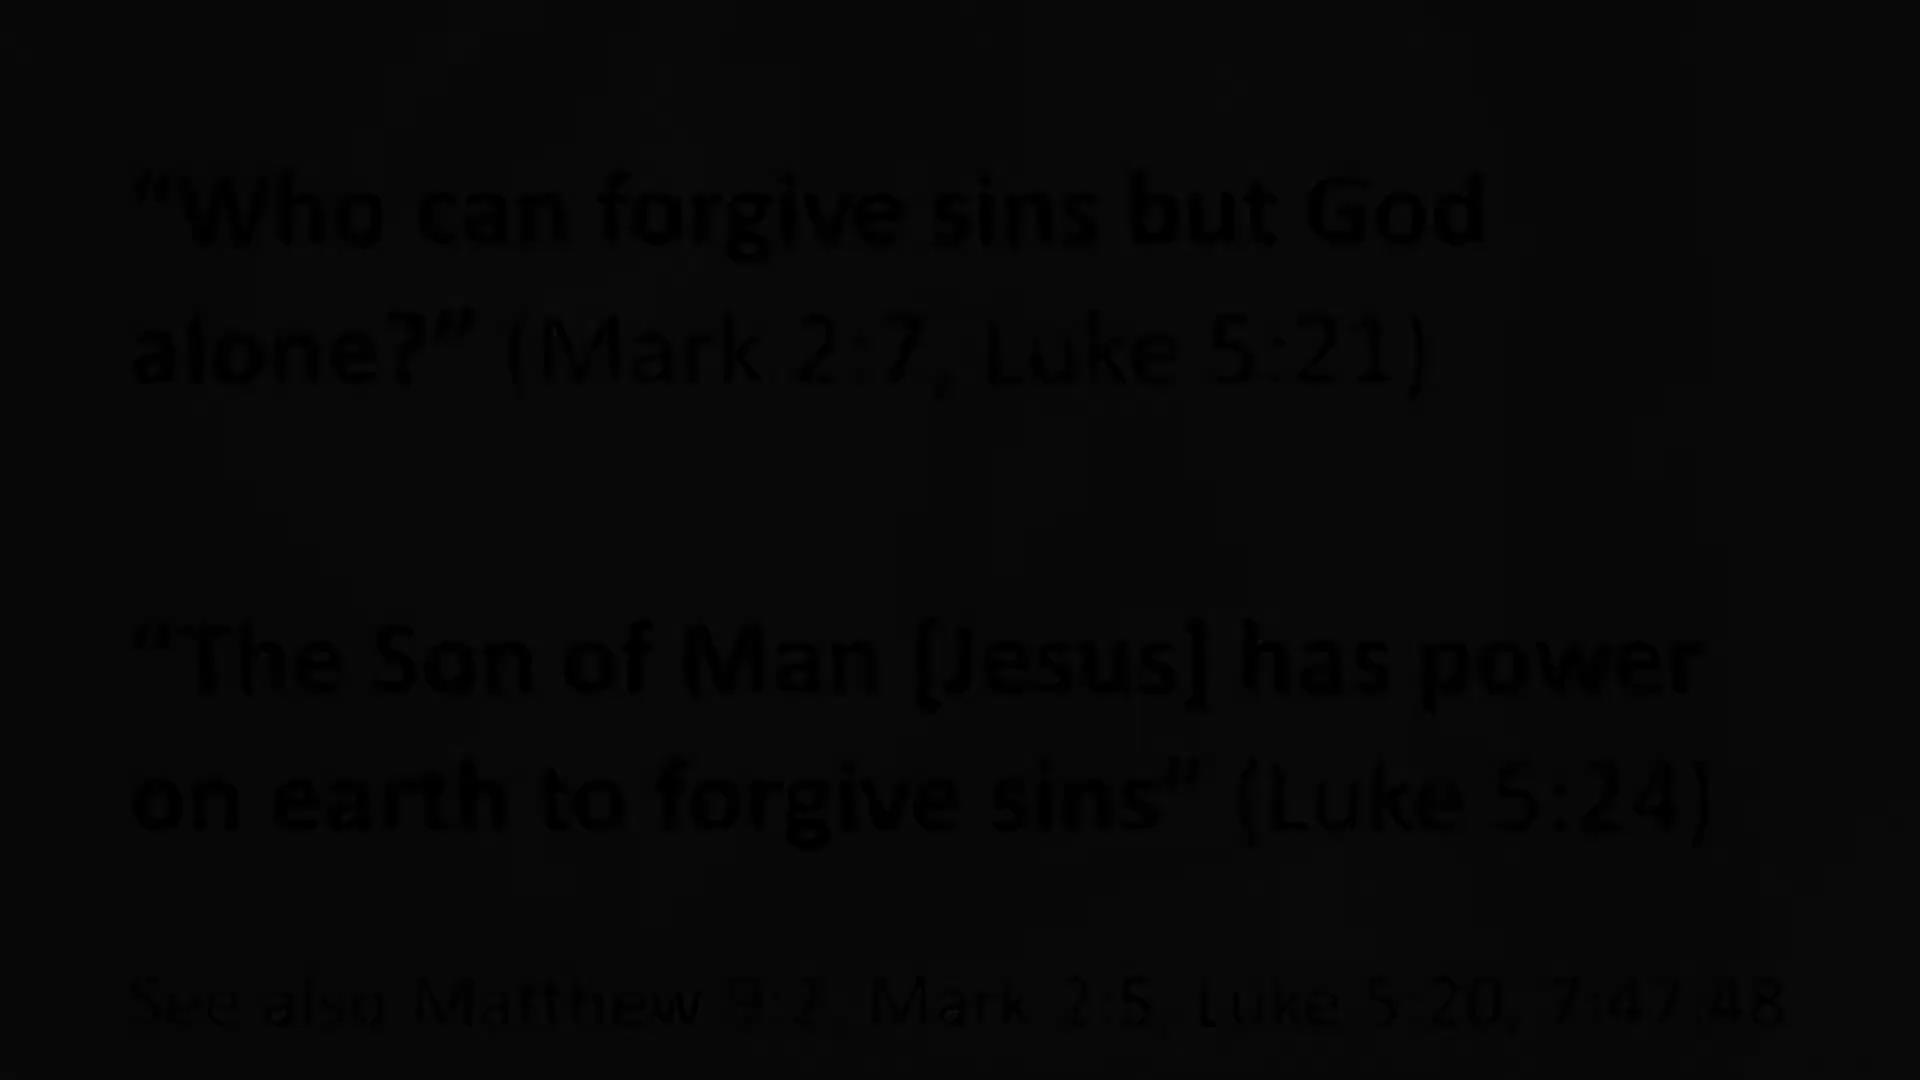 “Who can forgive sins but God
alone?” (Mark 2:7, Luke 5:21)
“The Son of Man [Jesus] has power
on earth to forgive sins” (Luke 5:24)
See also Matthew 9:2, Mark 2:5, Luke 5:20, 7:47,48